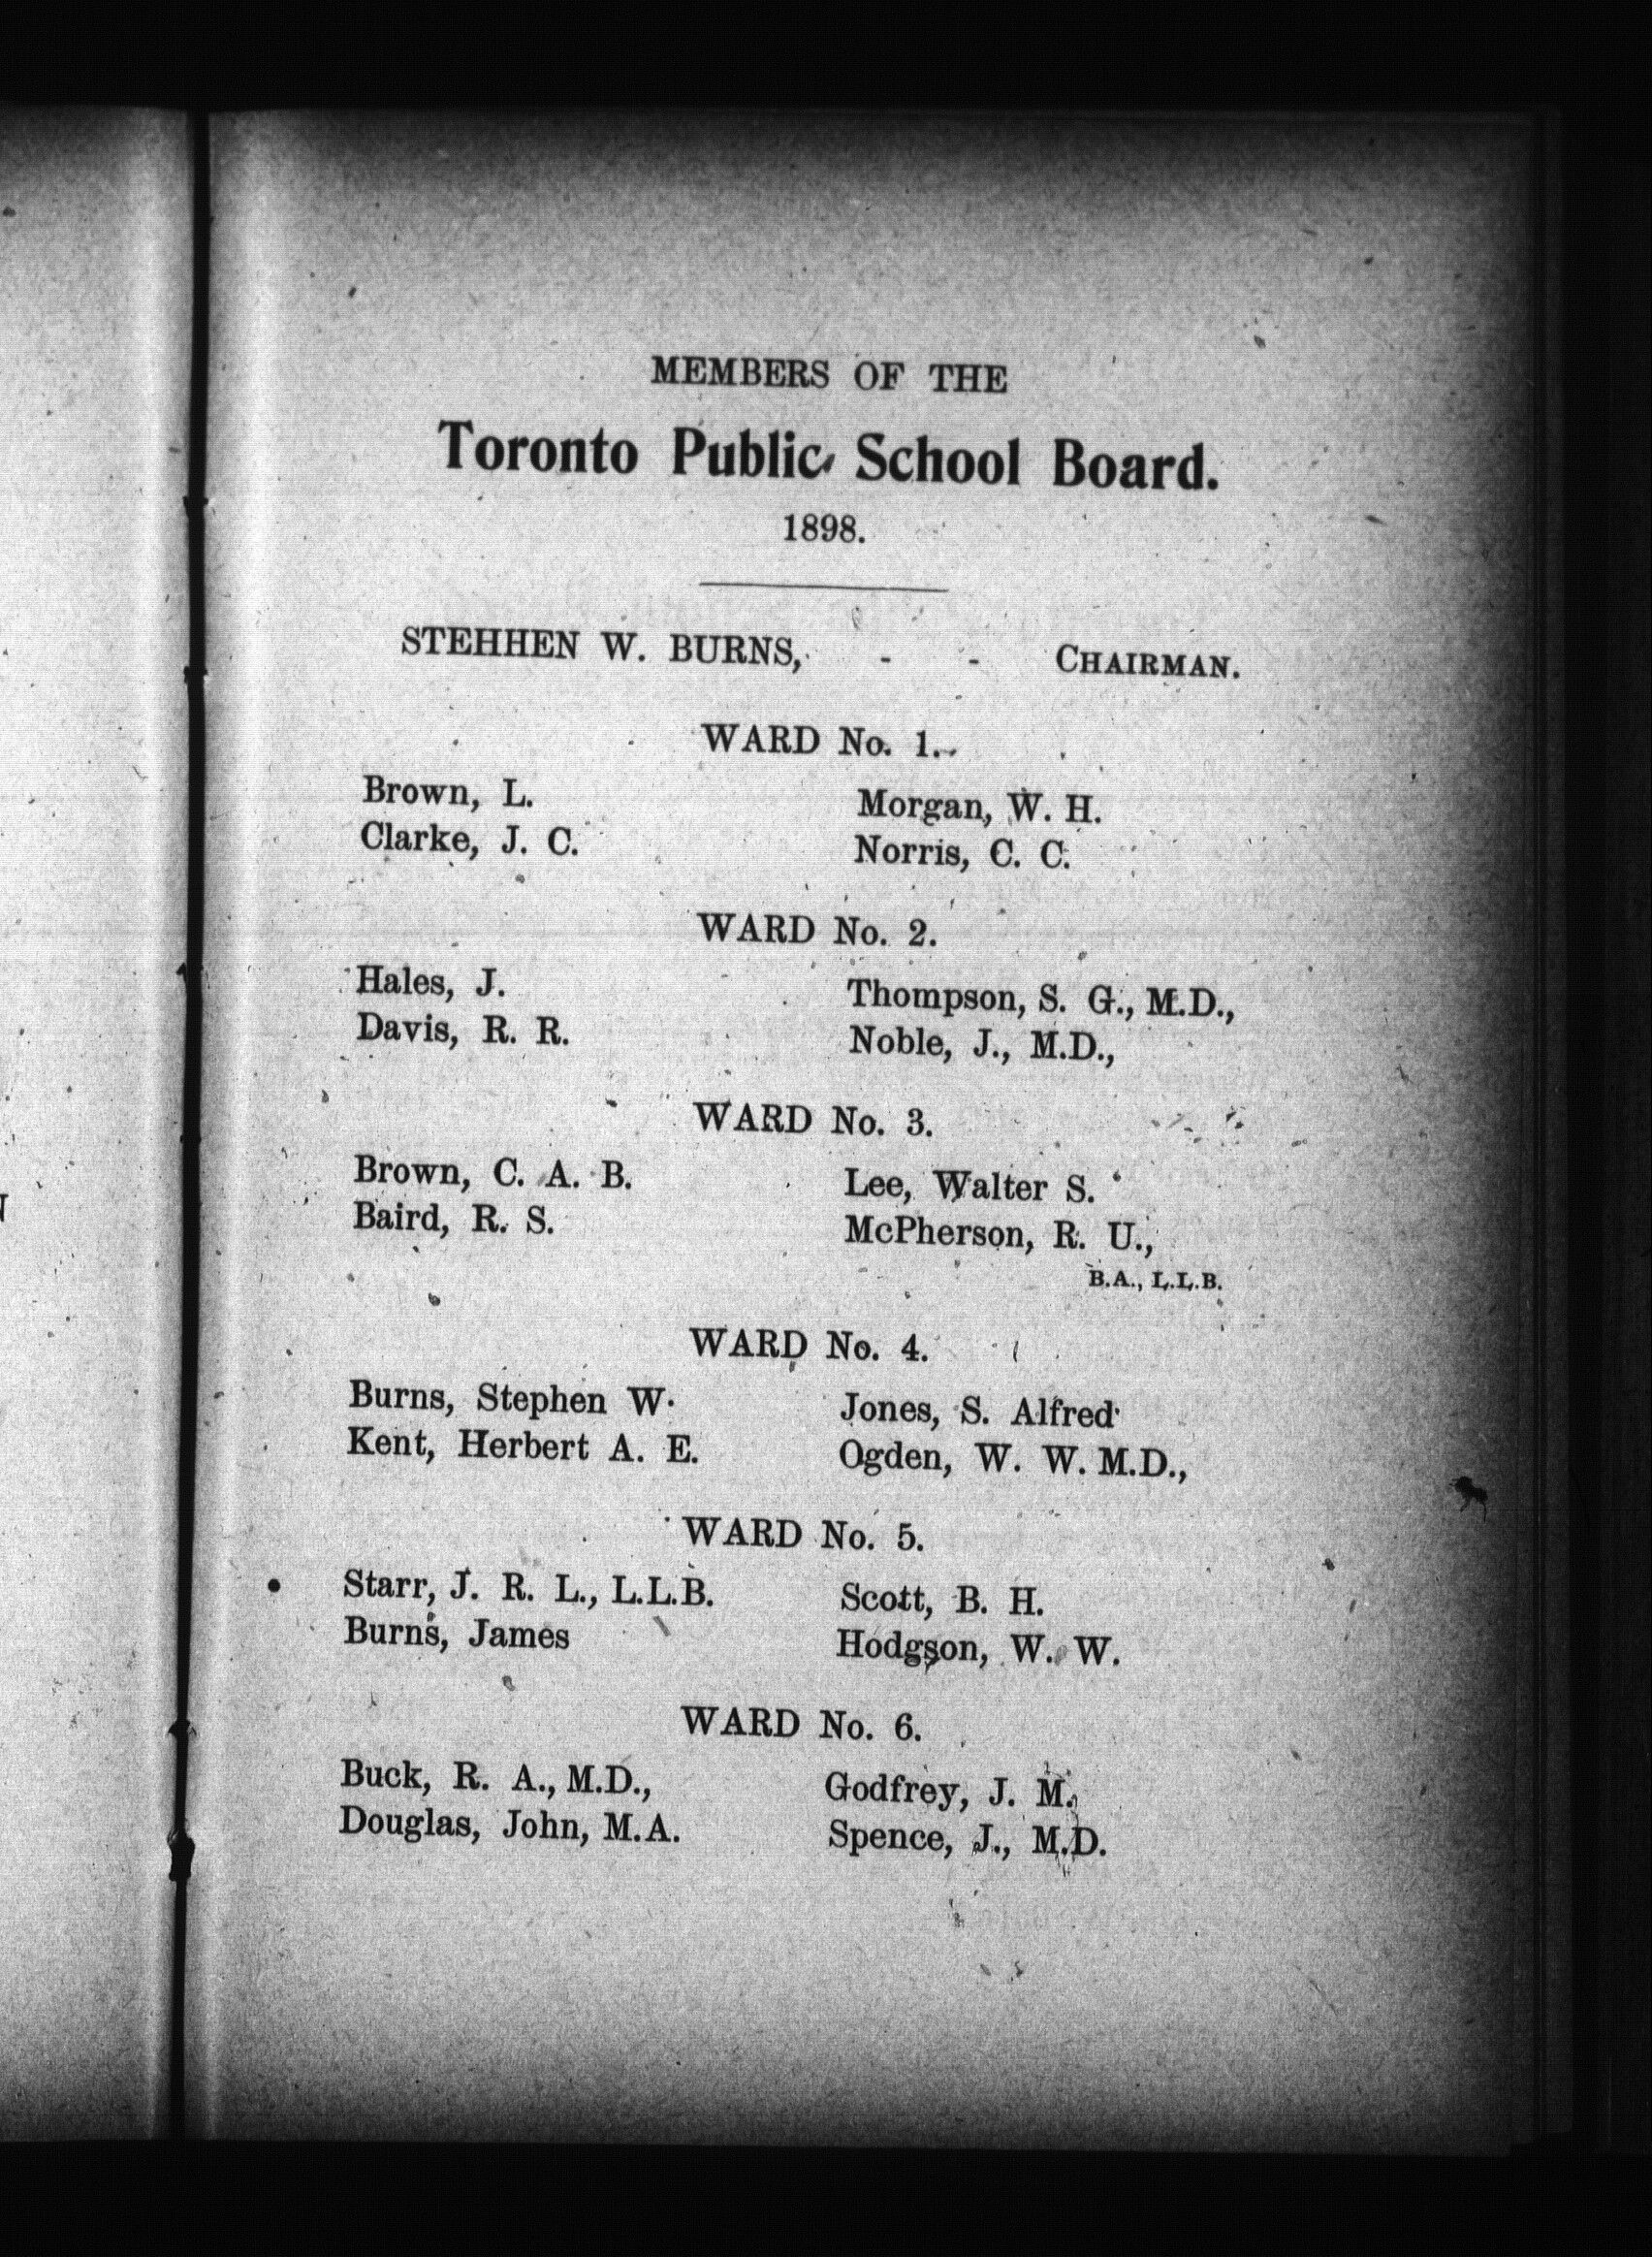 MEMBERS OF THE
Toronto Public School Board.
1898.
STEHHEN W. BURNS, - - CHAIRMAN.
WARD No. 1.
Brown, L. Morgan, W. H.
Clarke, J. C. Norris, C. C.
WARD No. 2.
Hales, J. Thompson, S. G., M.D.,
Davis, R. R. Noble, J., M.D.,
WARD No. 3.
Brown, C. A. B. Lee, Walter S.
Baird, R. S. McPherson, R. U.,
B.A., L.L.B.
WARD No. 4.
Burns, Stephen W. Jones, S. Alfred
Kent, Herbert A. E. Ogden, W. W. M.D.,
WARD No. 5.
Starr, J. R. L., L.L.B. Scott, B. H.
Burns, James Hodgson, W. W.
WARD No. 6.
Buck, R. A., M.D., Godfrey, J. M.
Douglas, John, M.A. Spence, J., M.D.